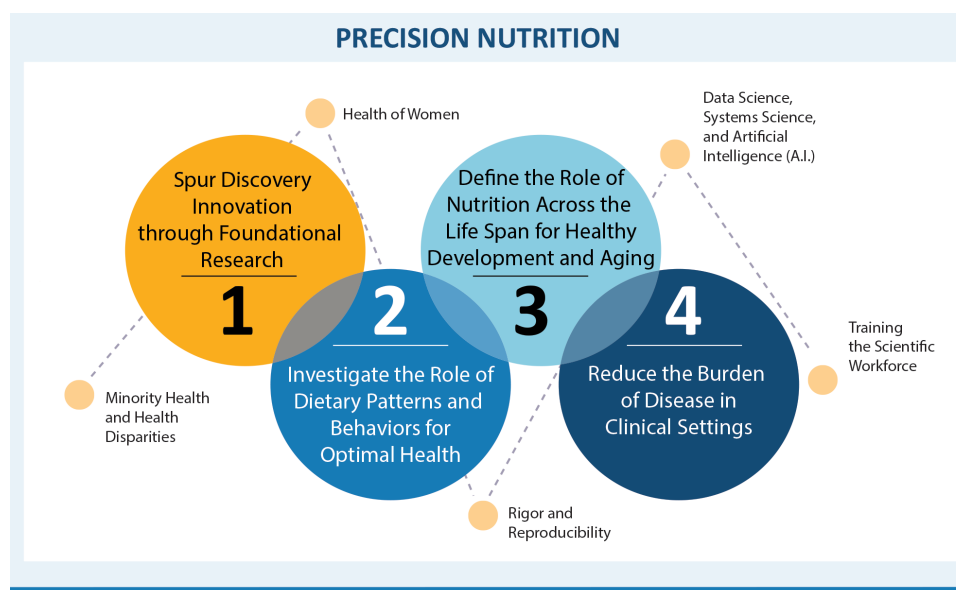 PRECISION NUTRITION
Health of Women
Data Science,
Systems Science,
and Artificial
Intelligence (A.I.)
Spur Discovery
Innovation
through Foundational
Research
1
2
Investigate the Role of
Dietary Patterns and
Behaviors for
Optimal Health
Define the Role of
Nutrition Across the
Life Span for Healthy
Development and Aging
3
4
Reduce the Burden
of Disease in
Clinical Settings
Training
the Scientific
Workforce
Minority Health
and Health
Disparities
Rigor and
Reproducibility